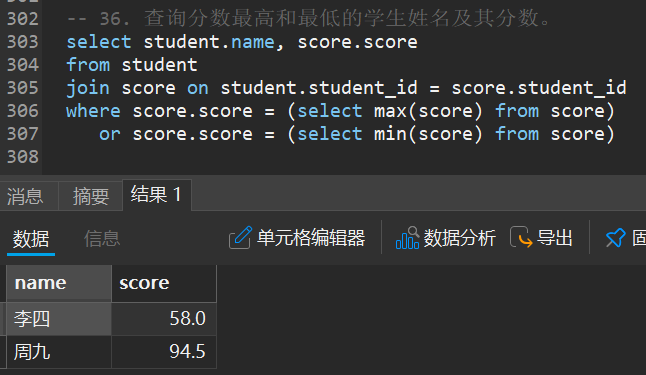 302 -- 36. 查询分数最高和最低的学生姓名及其分数。
303 select student.name, score.score
304 from student
305 join score on student.student_id = score.student_id
306 where score.score = (select max(score) from score)
307 or score.score = (select min(score) from score)
308
消息 摘要 结果 1
数据 信息 单元格编辑器 数据分析 导出
name score
李四 58.0
周九 94.5